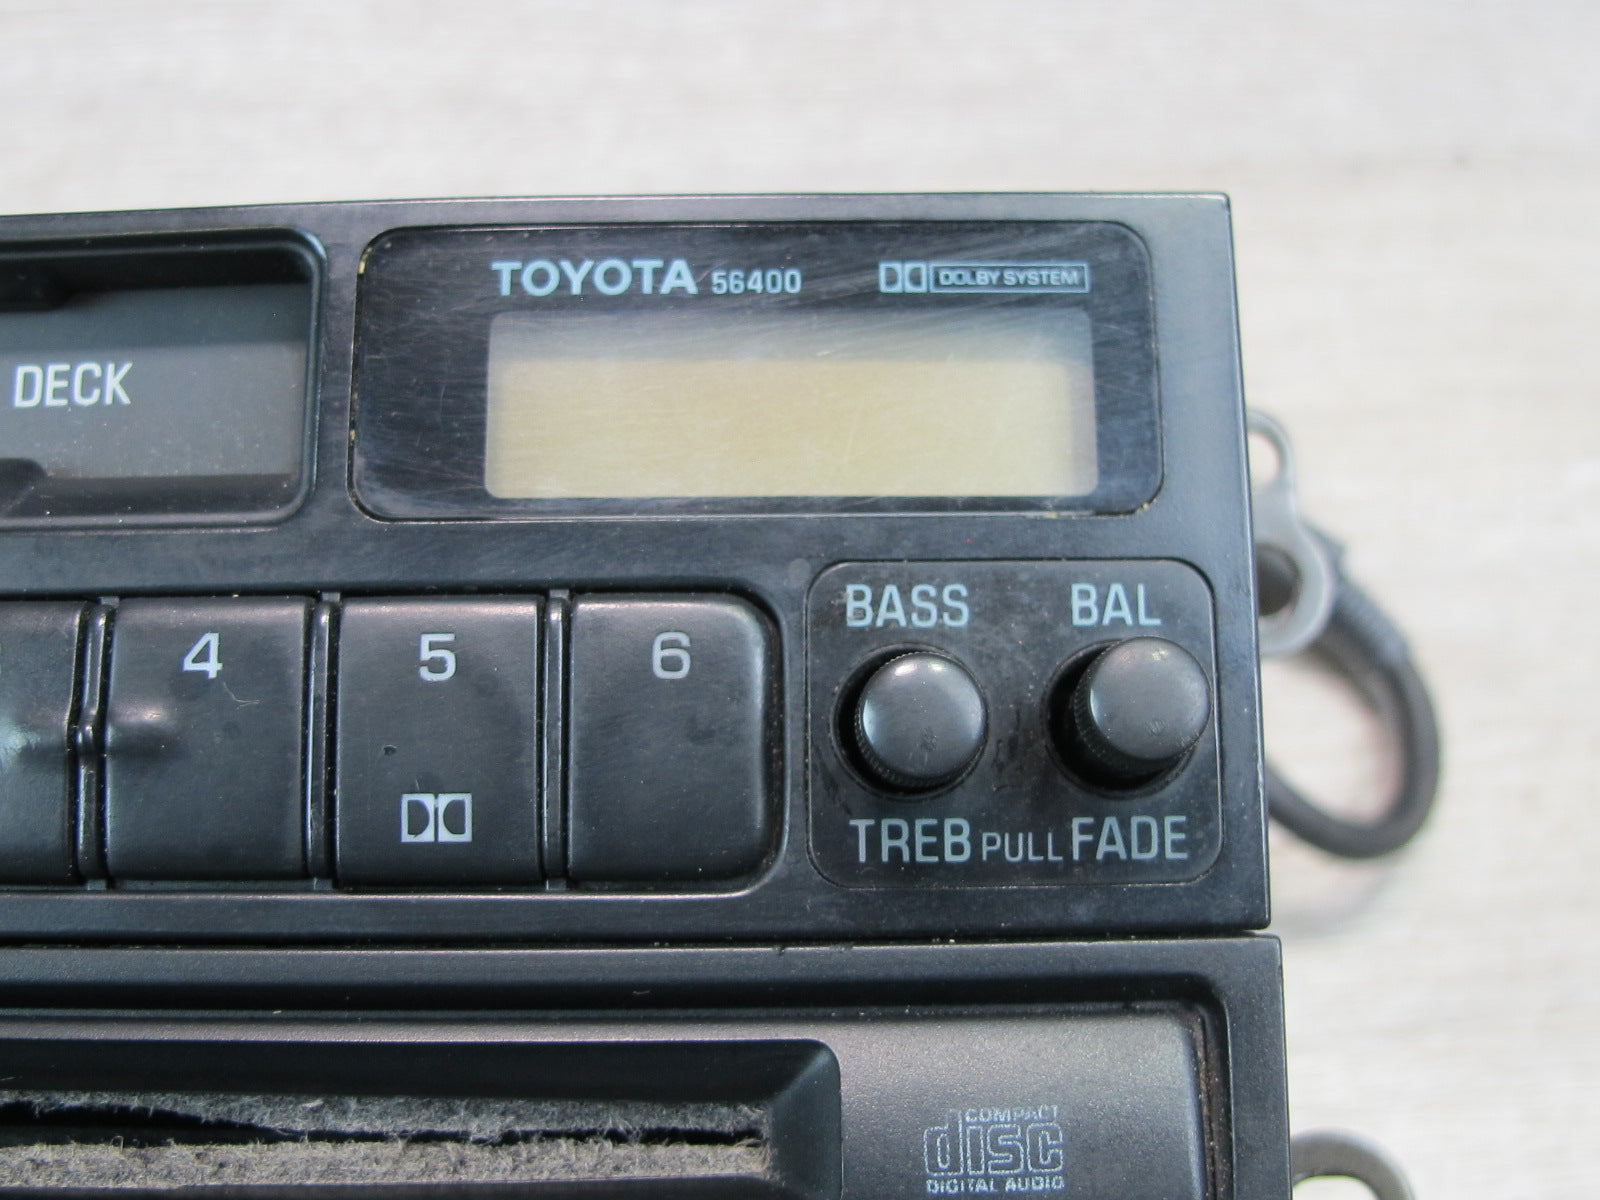 TOYOTA 56400 DOLBY SYSTEM
DECK
BASS BAL
4 5 6
TREB PULL FADE
COMPACT
disc
DIGITAL AUDIO